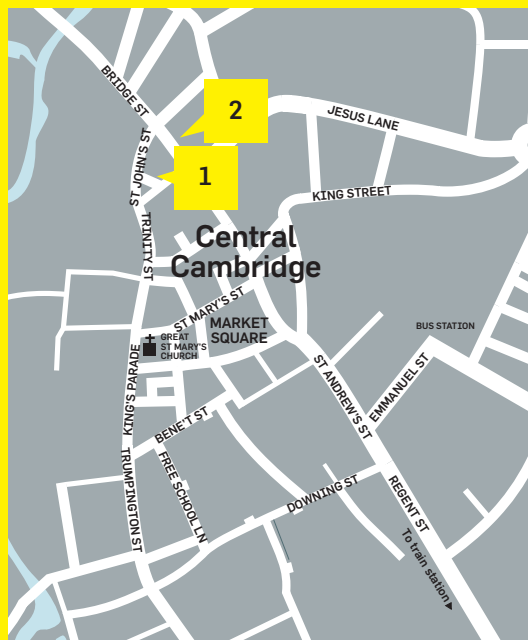 BRIDGE ST
2
JESUS LANE
ST JOHN'S ST
1
KING STREET
TRINITY ST
Central
Cambridge
ST MARY'S ST
MARKET
SQUARE
BUS STATION
GREAT
ST MARY'S
CHURCH
KING'S PARADE
ST ANDREW'S ST
EMMANUEL ST
BENE'T ST
TRUMPINGTON ST
FREE SCHOOL LN
DOWNING ST
REGENT ST
To train station